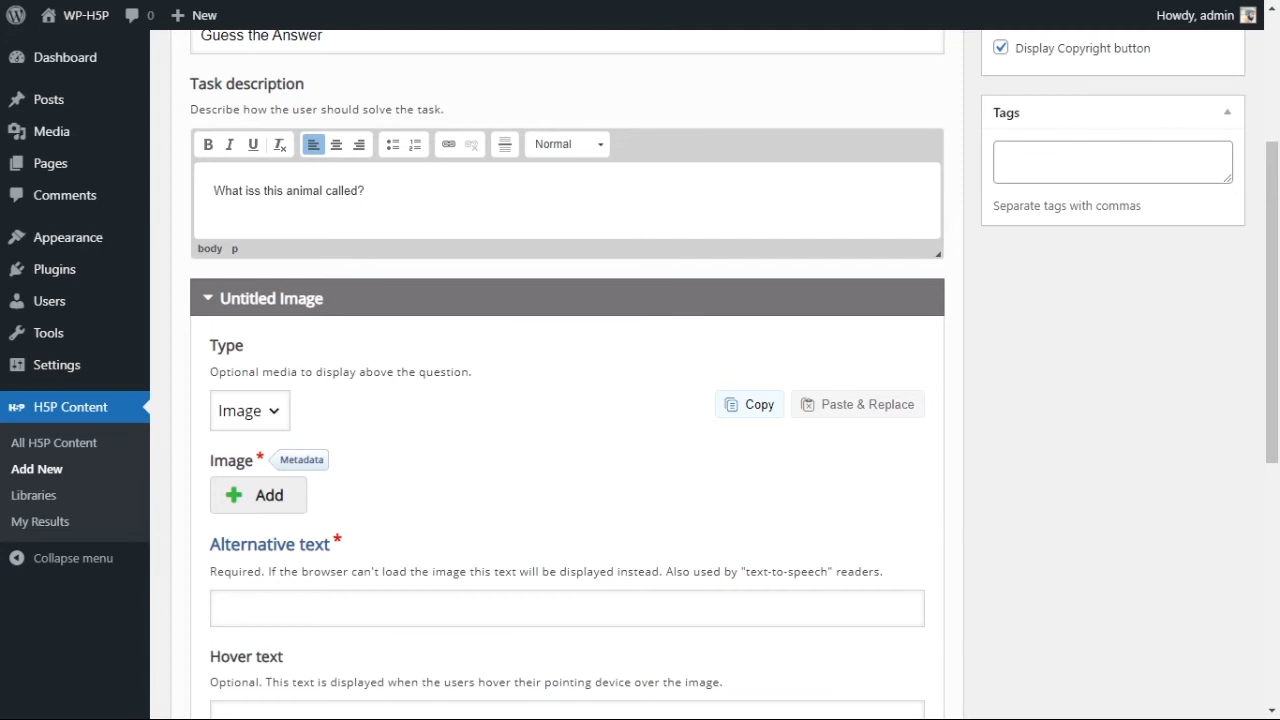 WP-H5P
0
New
Howdy, admin
Dashboard
Posts
Media
Pages
Comments
Appearance
Plugins
Users
Tools
Settings
H5P Content
All H5P Content
Add New
Libraries
My Results
Collapse menu
Guess the Answer
Task description
Describe how the user should solve the task.
B I U Tx Normal
What iss this animal called?
body p
Untitled Image
Type
Optional media to display above the question.
Image
Copy
Paste & Replace
Image *
Metadata
Add
Alternative text *
Required. If the browser can't load the image this text will be displayed instead. Also used by "text-to-speech" readers.
Hover text
Optional. This text is displayed when the users hover their pointing device over the image.
Display Copyright button
Tags
Separate tags with commas